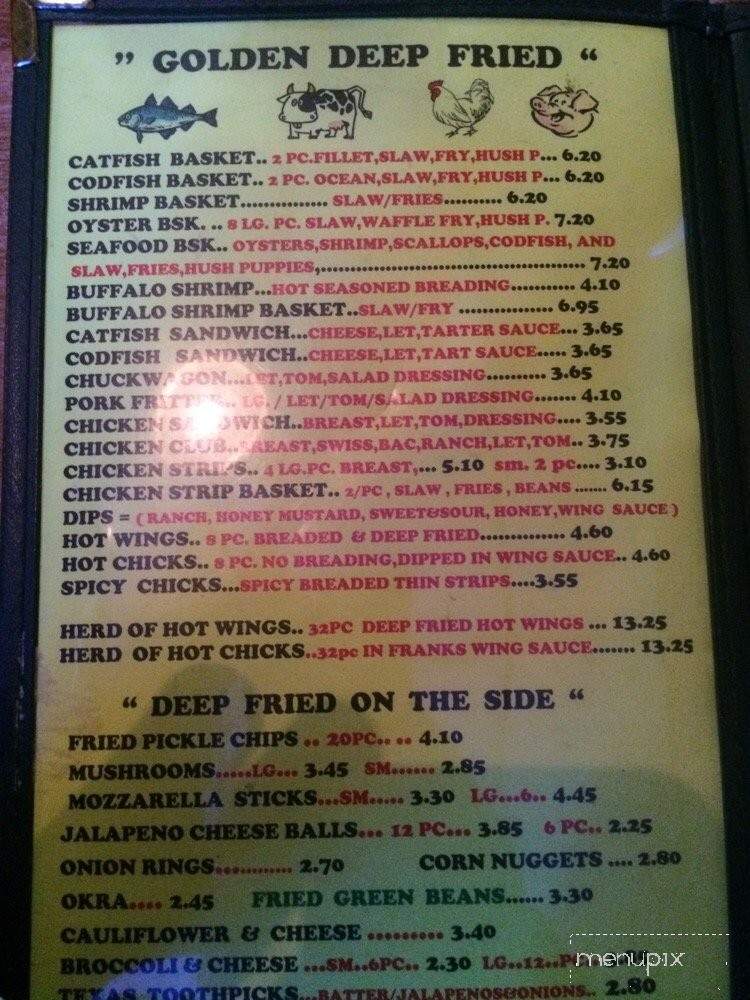 " GOLDEN DEEP FRIED "
CATFISH BASKET.. 2 PC.FILLET,SLAW,FRY,HUSH P... 6.20
CODFISH BASKET.. 2 PC. OCEAN,SLAW,FRY,HUSH P... 6.20
SHRIMP BASKET................ SLAW/FRIES.......... 6.20
OYSTER BSK. .. 8 LG. PC. SLAW,WAFFLE FRY,HUSH P. 7.20
SEAFOOD BSK.. OYSTERS,SHRIMP,SCALLOPS,CODFISH, AND
SLAW,FRIES,HUSH PUPPIES,................................................ 7.20
BUFFALO SHRIMP...HOT SEASONED BREADING........... 4.10
BUFFALO SHRIMP BASKET..SLAW/FRY ................ 6.95
CATFISH SANDWICH...CHEESE,LET,TARTER SAUCE... 3.65
CODFISH SANDWICH..CHEESE,LET,TART SAUCE..... 3.65
CHUCKWAGON...LET,TOM,SALAD DRESSING.......... 3.65
PORK FRITTER.. LG. / LET/TOM/SALAD DRESSING....... 4.10
CHICKEN SANDWICH..BREAST,LET,TOM,DRESSING.... 3.55
CHICKEN CLUB..BREAST,SWISS,BAC,RANCH,LET,TOM.. 3.75
CHICKEN STRIPS.. 4 LG.PC. BREAST,... 5.10 sm. 2 pc.... 3.10
CHICKEN STRIP BASKET.. 2/PC , SLAW , FRIES , BEANS ....... 6.15
DIPS = ( RANCH, HONEY MUSTARD, SWEET&SOUR, HONEY,WING SAUCE )
HOT WINGS.. 8 PC. BREADED & DEEP FRIED............... 4.60
HOT CHICKS.. 8 PC. NO BREADING,DIPPED IN WING SAUCE.. 4.60
SPICY CHICKS...SPICY BREADED THIN STRIPS....3.55
HERD OF HOT WINGS.. 32PC DEEP FRIED HOT WINGS ... 13.25
HERD OF HOT CHICKS..32pc IN FRANKS WING SAUCE....... 13.25
" DEEP FRIED ON THE SIDE "
FRIED PICKLE CHIPS .. 20PC.. .. 4.10
MUSHROOMS.....LG... 3.45 SM....... 2.85
MOZZARELLA STICKS...SM..... 3.30 LG...6.. 4.45
JALAPENO CHEESE BALLS... 12 PC... 3.85 6 PC.. 2.25
ONION RINGS............ 2.70 CORN NUGGETS .... 2.80
OKRA.... 2.45 FRIED GREEN BEANS...... 3.30
CAULIFLOWER & CHEESE ......... 3.40
BROCCOLI & CHEESE ...SM..6PC.. 2.30 LG..12..
menupix
TEXAS TOOTHPICKS...BATTER/JALAPENOS&ONIONS.. 2.80